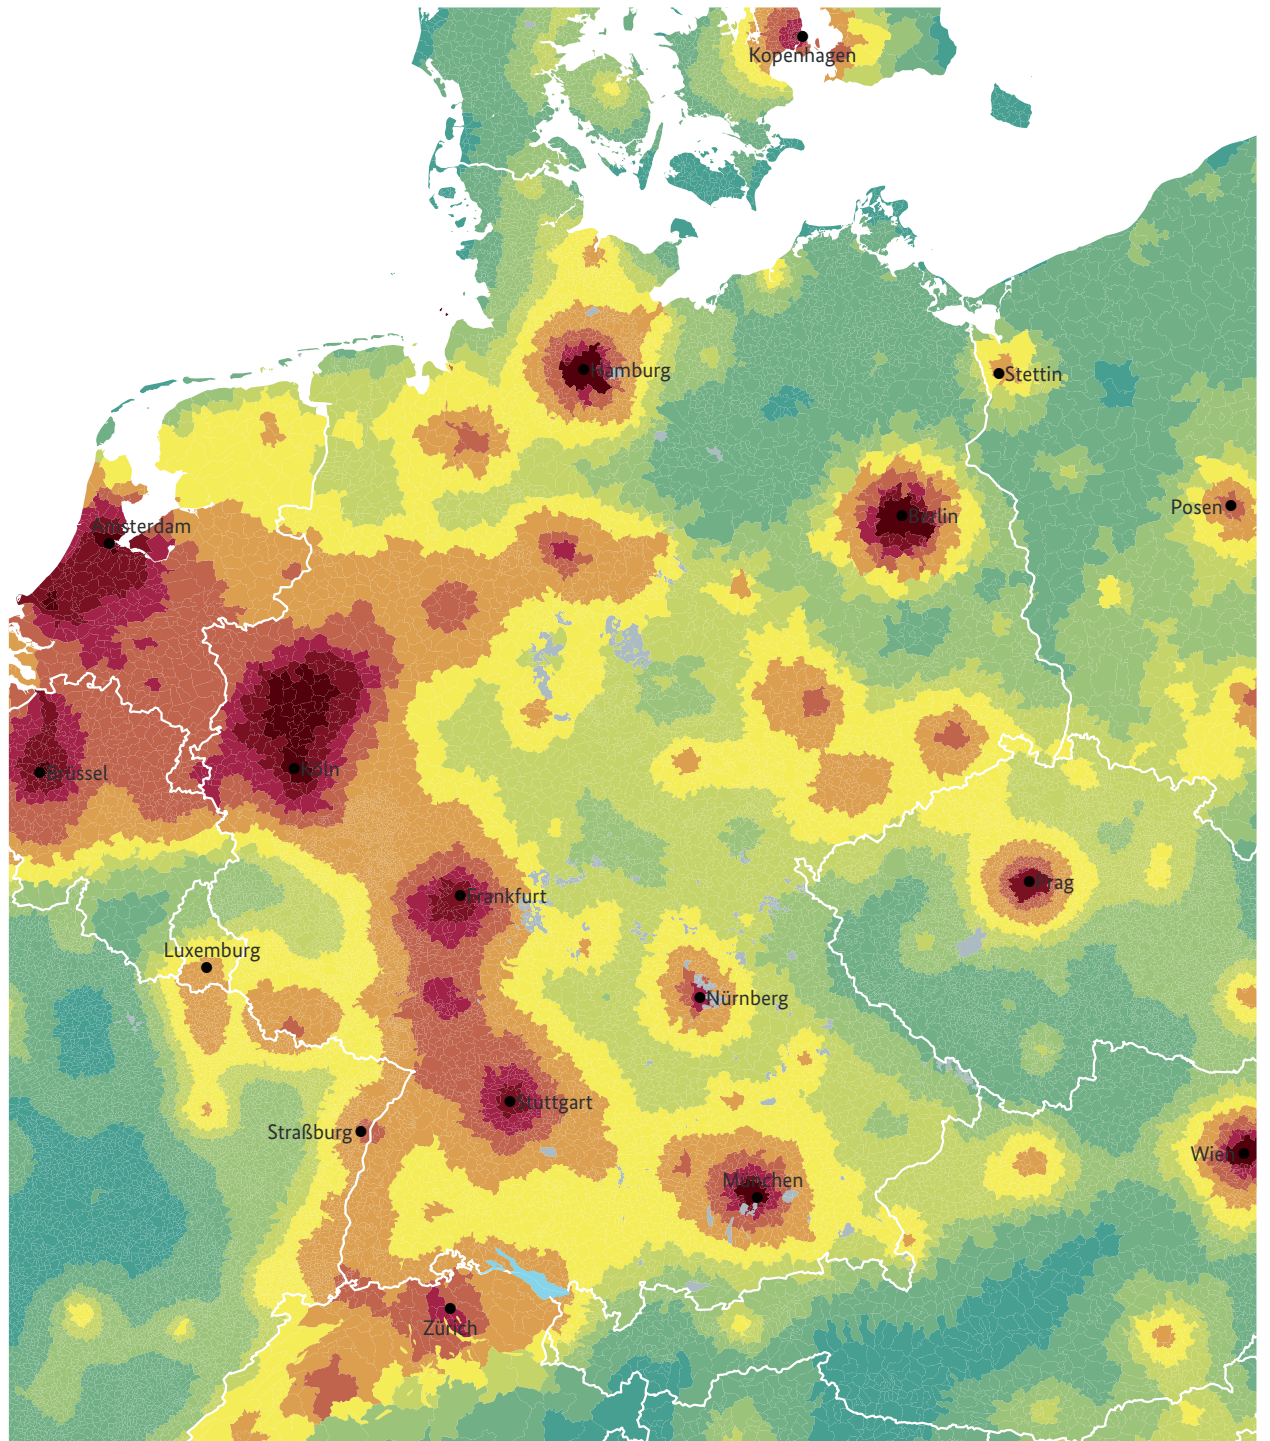 Kopenhagen
Hamburg
Stettin
Posen
Amsterdam
Berlin
Brüssel
Köln
Prag
Frankfurt
Luxemburg
Nürnberg
Stuttgart
Straßburg
Wien
München
Zürich